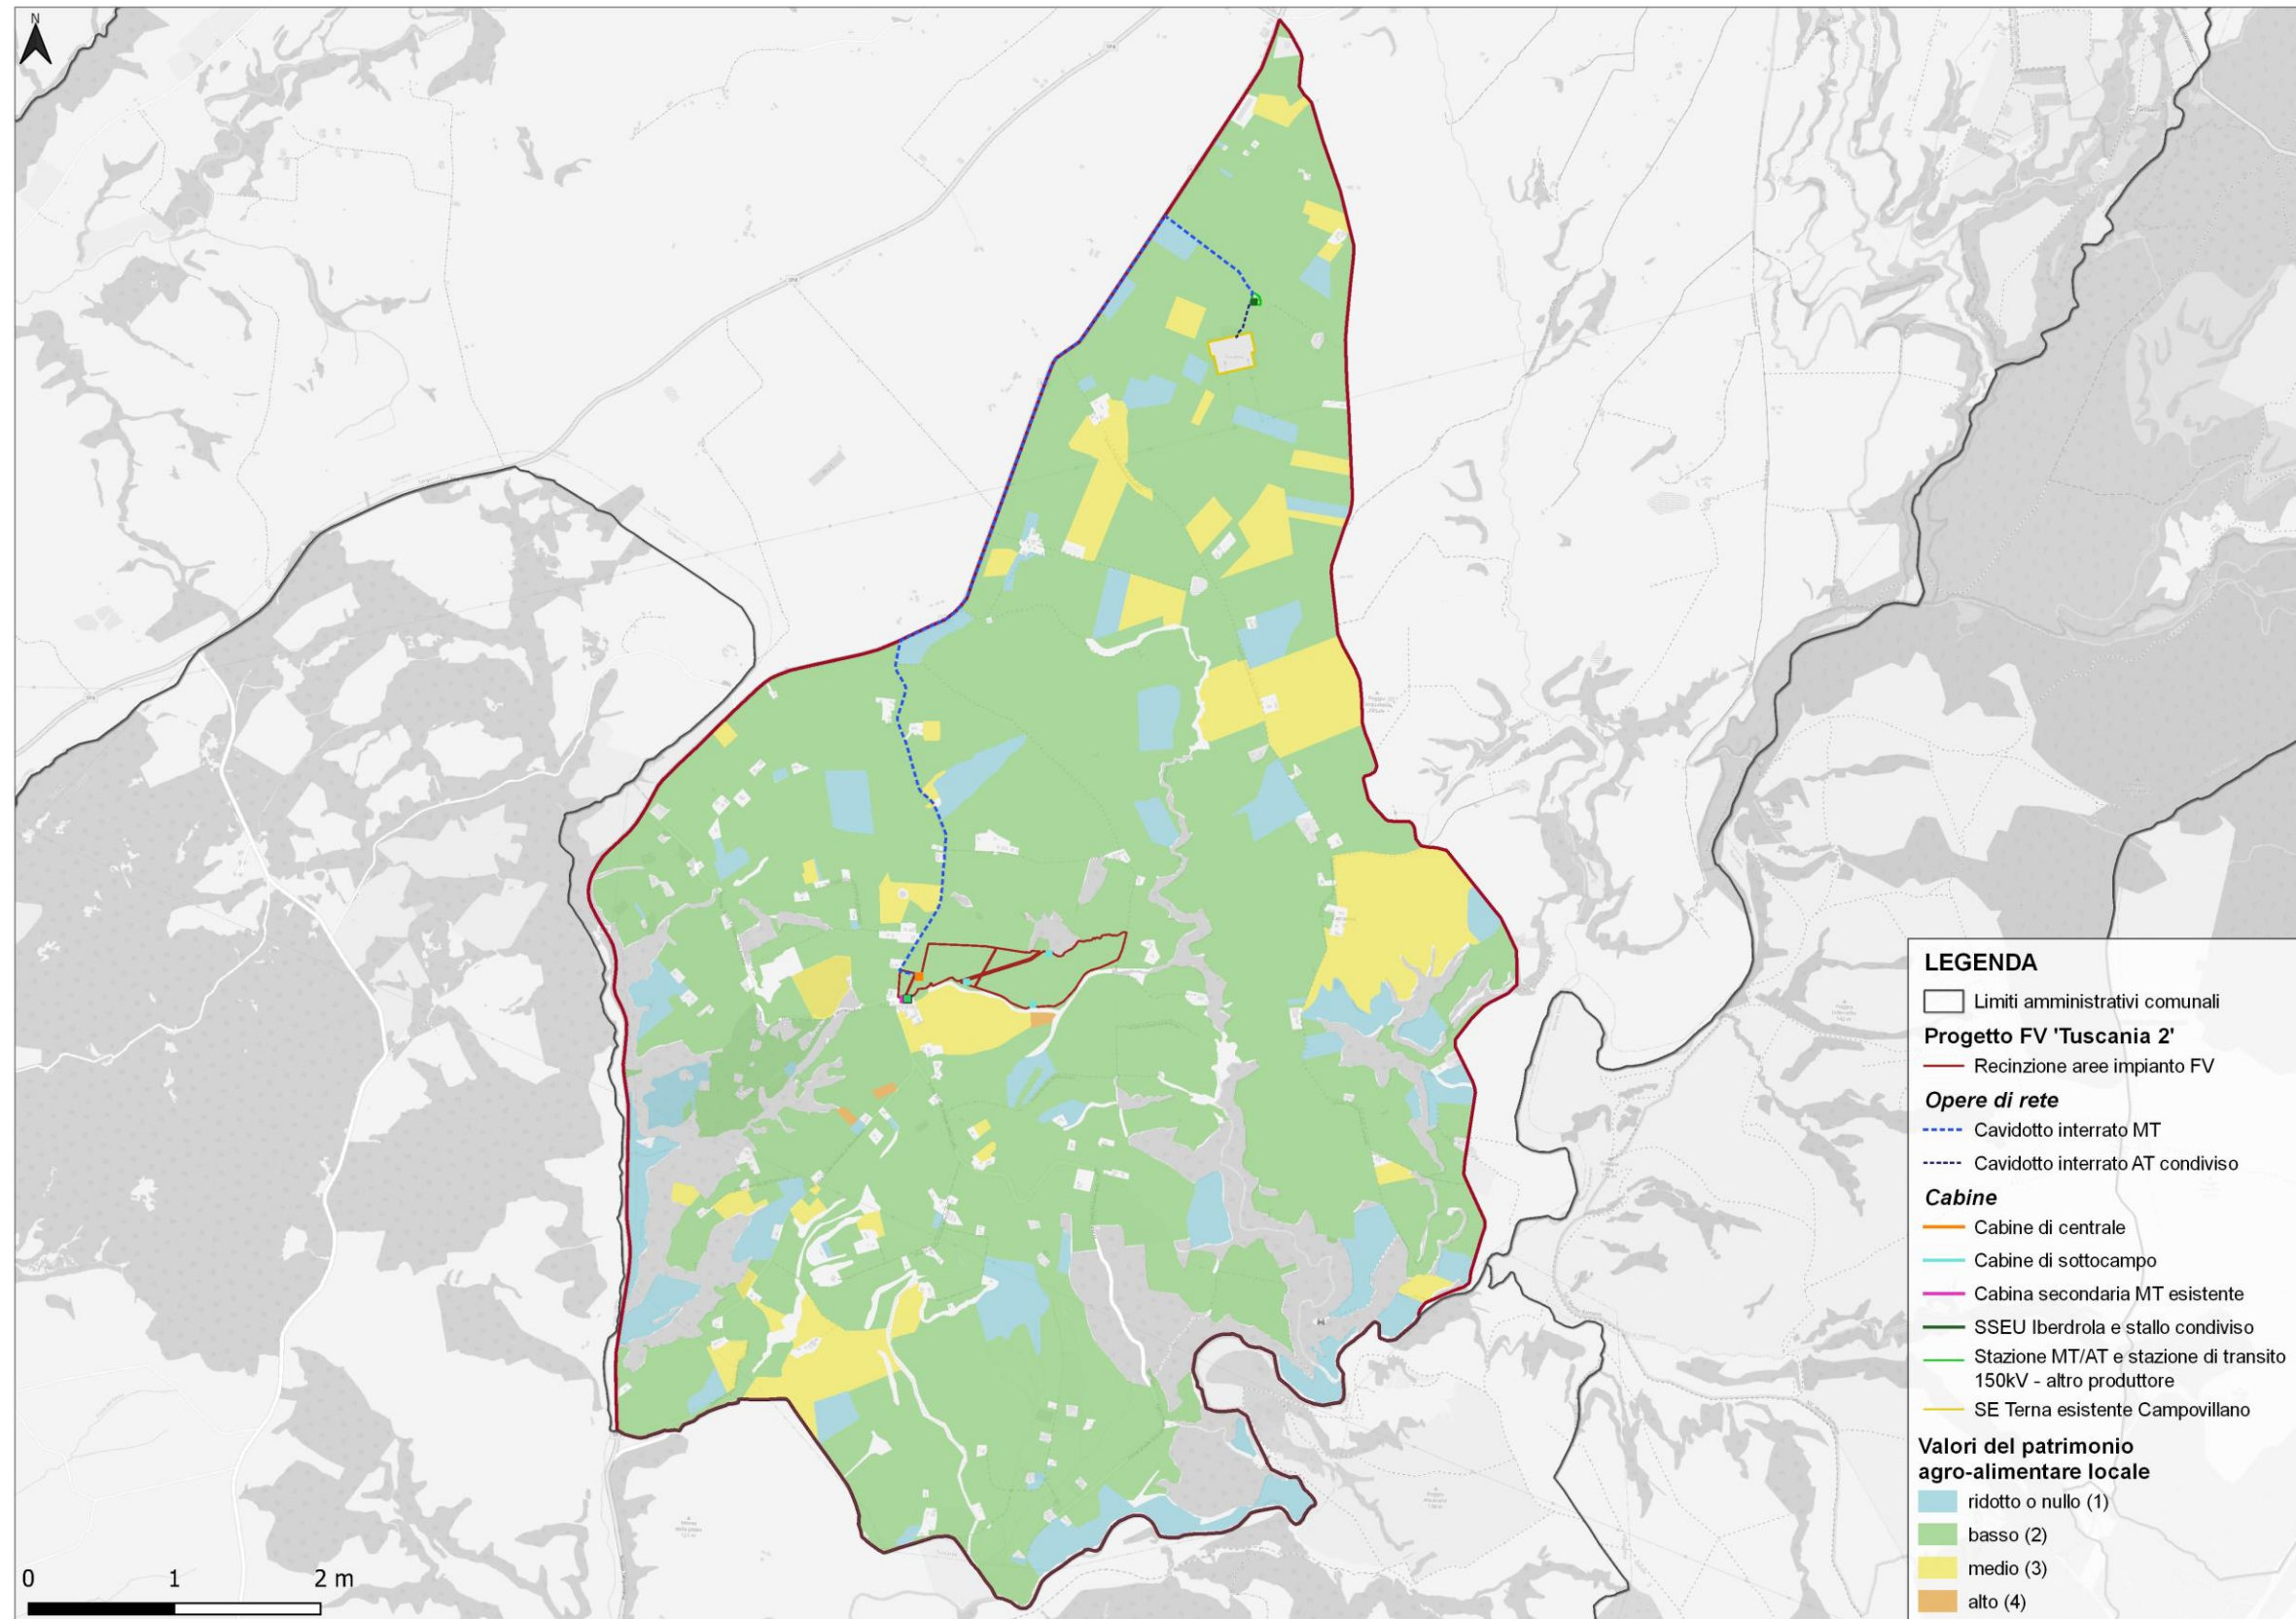 N
LEGENDA
Limiti amministrativi comunali
Progetto FV 'Tuscania 2'
Recinzione aree impianto FV
Opere di rete
Cavidotto interrato MT
Cavidotto interrato AT condiviso
Cabine
Cabine di centrale
Cabine di sottocampo
Cabina secondaria MT esistente
SSEU Iberdrola e stallo condiviso
Stazione MT/AT e stazione di transito
150kV - altro produttore
SE Terna esistente Campovillano
Valori del patrimonio
agro-alimentare locale
ridotto o nullo (1)
basso (2)
medio (3)
alto (4)
0 1 2 m